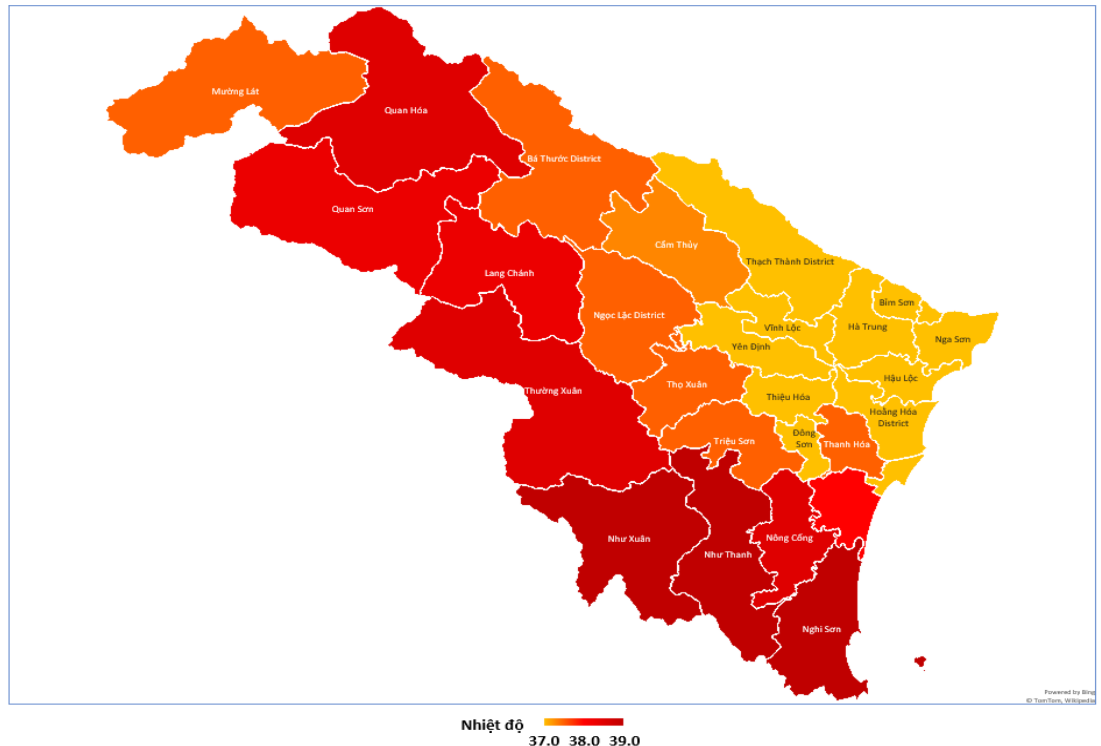 Mường Lát
Quan Hóa
Bá Thước District
Quan Sơn
Cẩm Thủy
Thạch Thành District
Lang Chánh
Bỉm Sơn
Ngọc Lặc District
Vĩnh Lộc
Hà Trung
Nga Sơn
Yên Định
Hậu Lộc
Thọ Xuân
Thường Xuân
Thiệu Hóa
Hoằng Hóa
District
Triệu Sơn
Đông
Sơn
Thanh Hóa
Như Xuân
Như Thanh
Nông Cống
Nghi Sơn
Powered by Bing
© TomTom, Wikipedia
Nhiệt độ
37.0 38.0 39.0